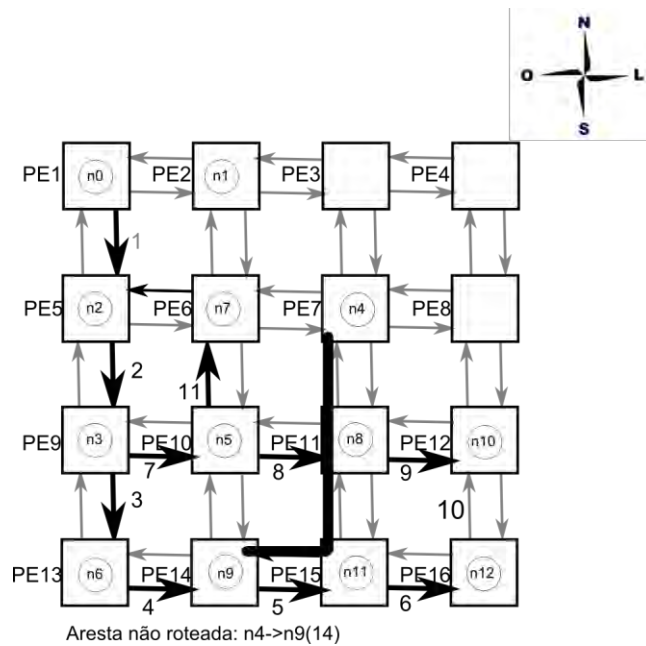 N
O L
S
PE1 n0 PE2 n1 PE3 PE4
1
PE5 n2 PE6 n7 PE7 n4 PE8
2 11
PE9 n3 PE10 n5 PE11 n8 PE12 n10
7 8 9
3 10
PE13 n6 PE14 n9 PE15 n11 PE16 n12
4 5 6
Aresta não roteada: n4->n9(14)